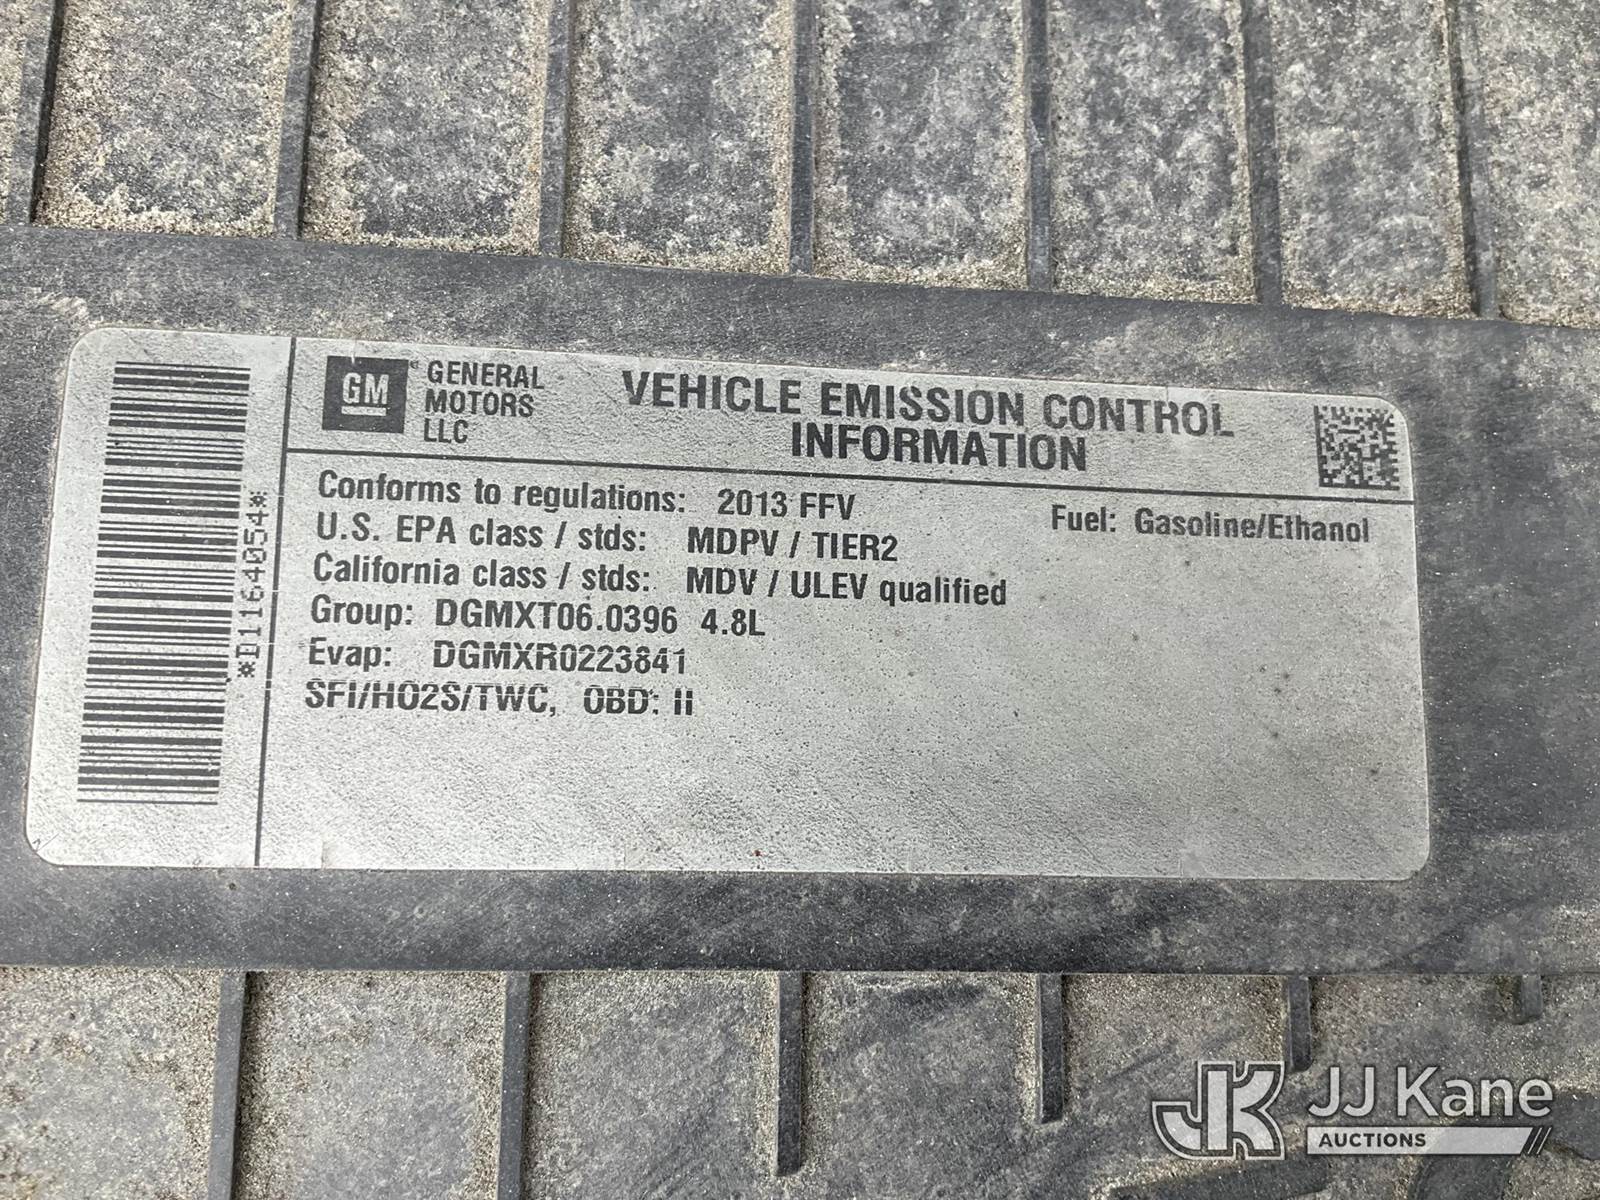 GM
GENERAL
MOTORS
LLC
VEHICLE EMISSION CONTROL
INFORMATION
*D1164054*
Conforms to regulations: 2013 FFV
Fuel: Gasoline/Ethanol
U.S. EPA class / stds: MDPV / TIER2
California class / stds: MDV / ULEV qualified
Group: DGMXT06.0396 4.8L
Evap: DGMXR0223841
SFI/HO2S/TWC, OBD: II
JK JJ Kane
AUCTIONS